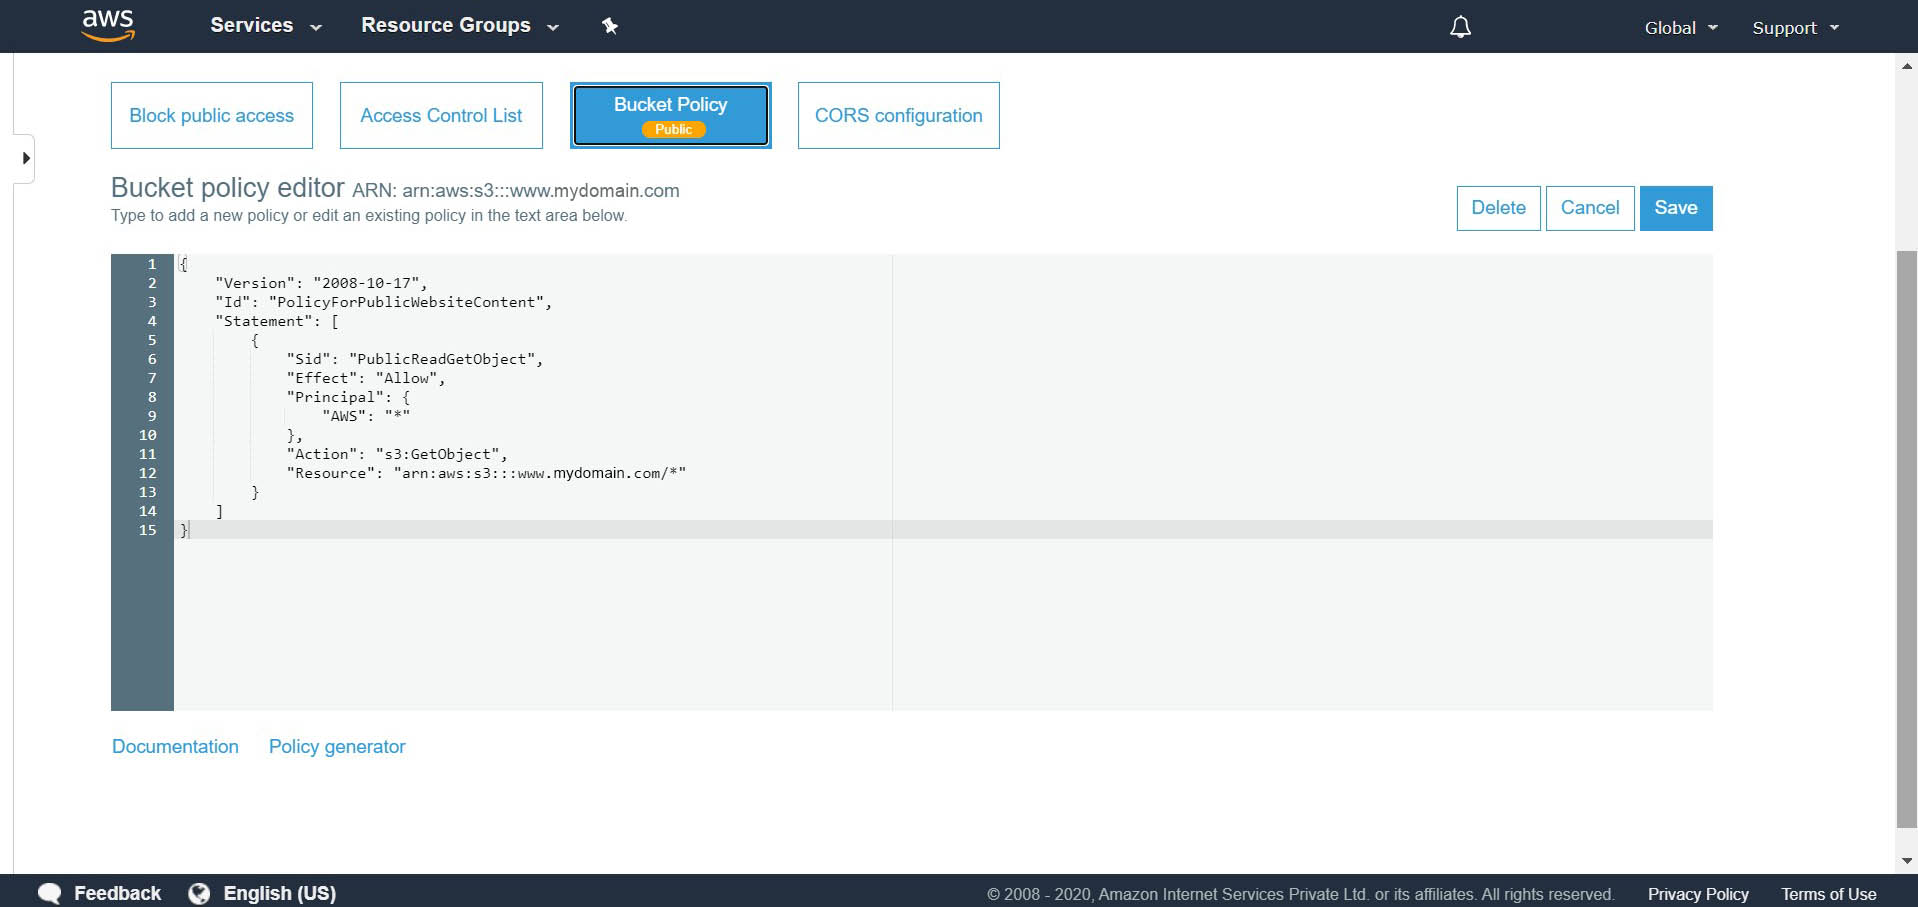 aws Services Resource Groups Global Support
Block public access Access Control List Bucket Policy CORS configuration
Public
Bucket policy editor ARN: arn:aws:s3:::www.mydomain.com
Type to add a new policy or edit an existing policy in the text area below.
Delete Cancel Save
1 {
2 "Version": "2008-10-17",
3 "Id": "PolicyForPublicWebsiteContent",
4 "Statement": [
5 {
6 "Sid": "PublicReadGetObject",
7 "Effect": "Allow",
8 "Principal": {
9 "AWS": "*"
10 },
11 "Action": "s3:GetObject",
12 "Resource": "arn:aws:s3:::www.mydomain.com/*"
13 }
14 ]
15 }
Documentation Policy generator
Feedback English (US) © 2008 - 2020, Amazon Internet Services Private Ltd. or its affiliates. All rights reserved. Privacy Policy Terms of Use